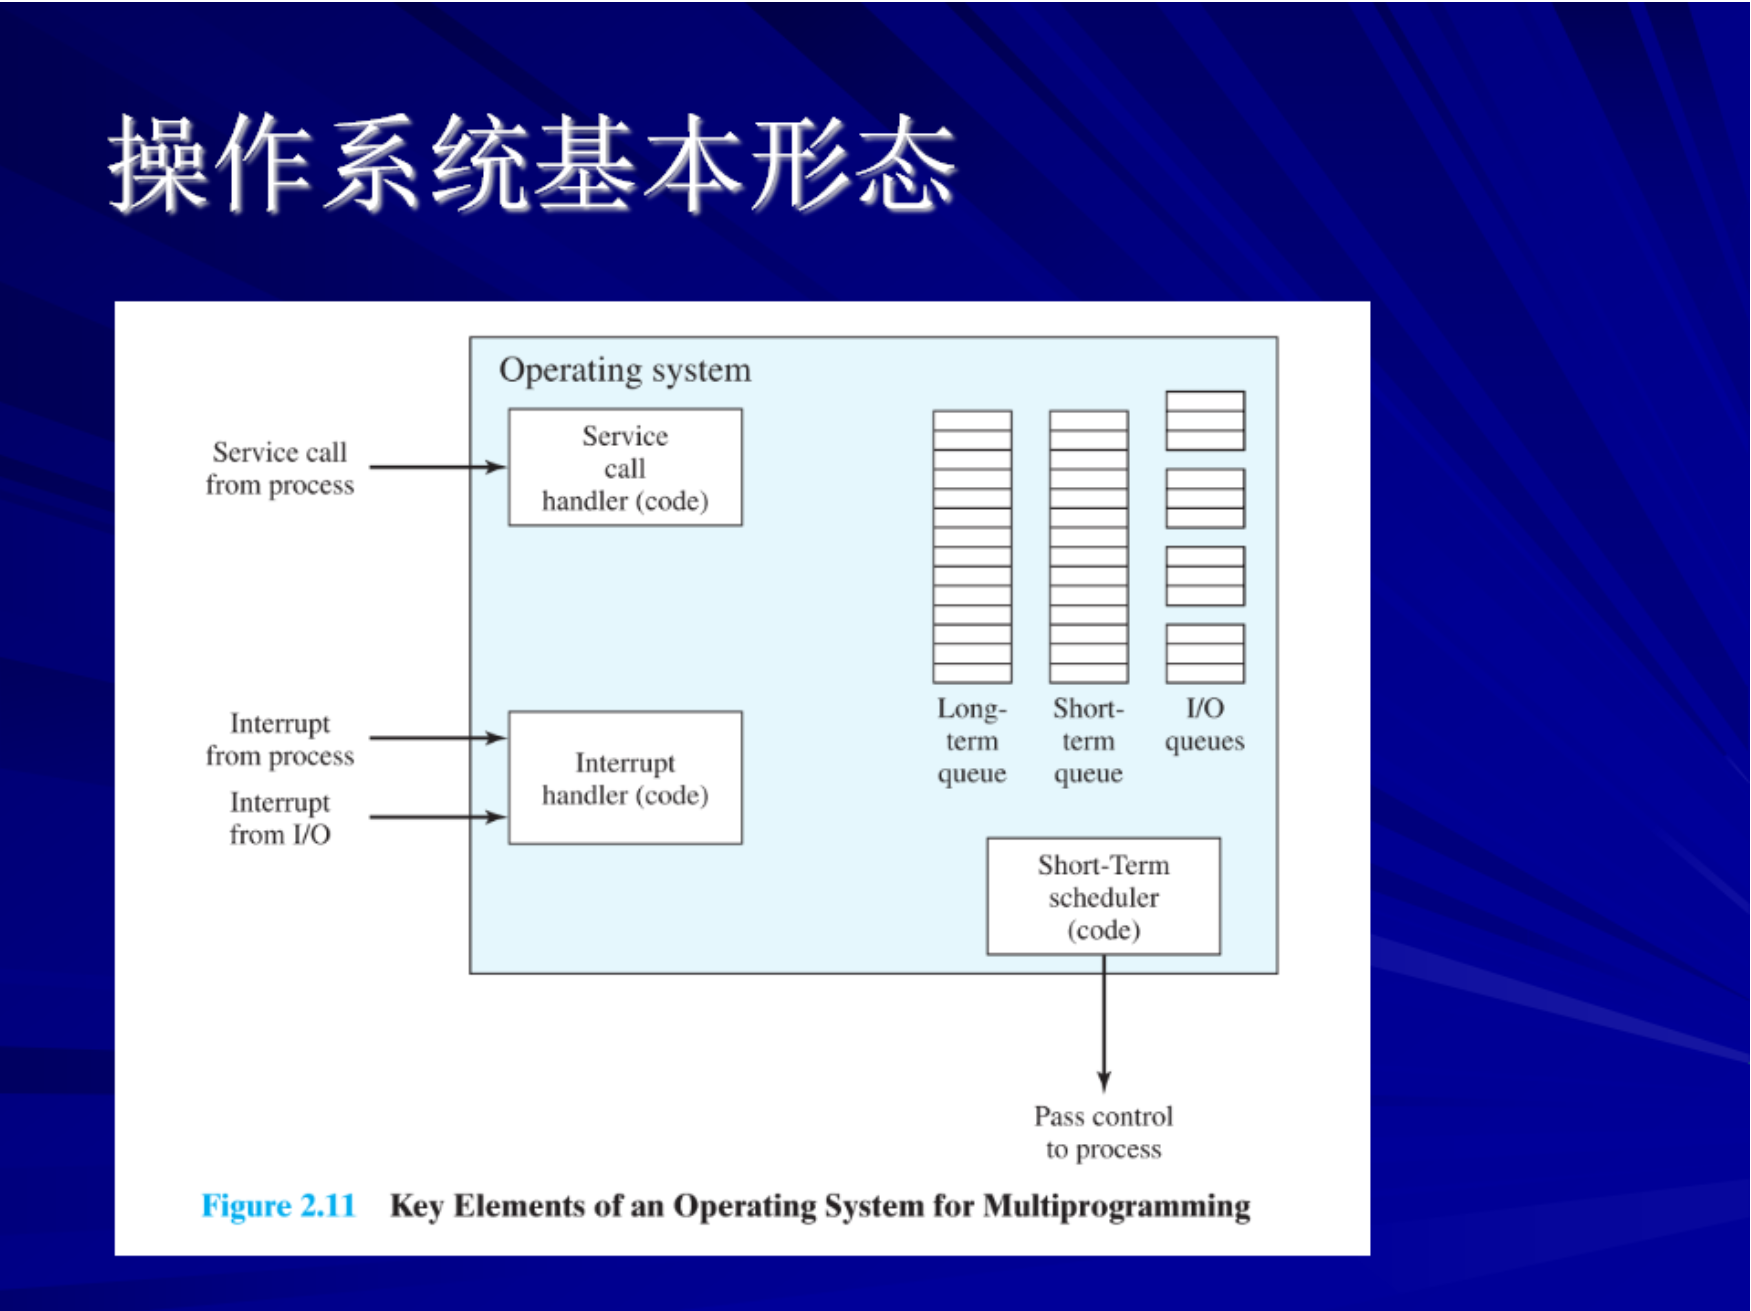 操作系统基本形态
Operating system
Service call
from process
Service
call
handler (code)
Interrupt
from process
Interrupt
from I/O
Interrupt
handler (code)
Long-
term
queue
Short-
term
queue
I/O
queues
Short-Term
scheduler
(code)
Pass control
to process
Figure 2.11 Key Elements of an Operating System for Multiprogramming